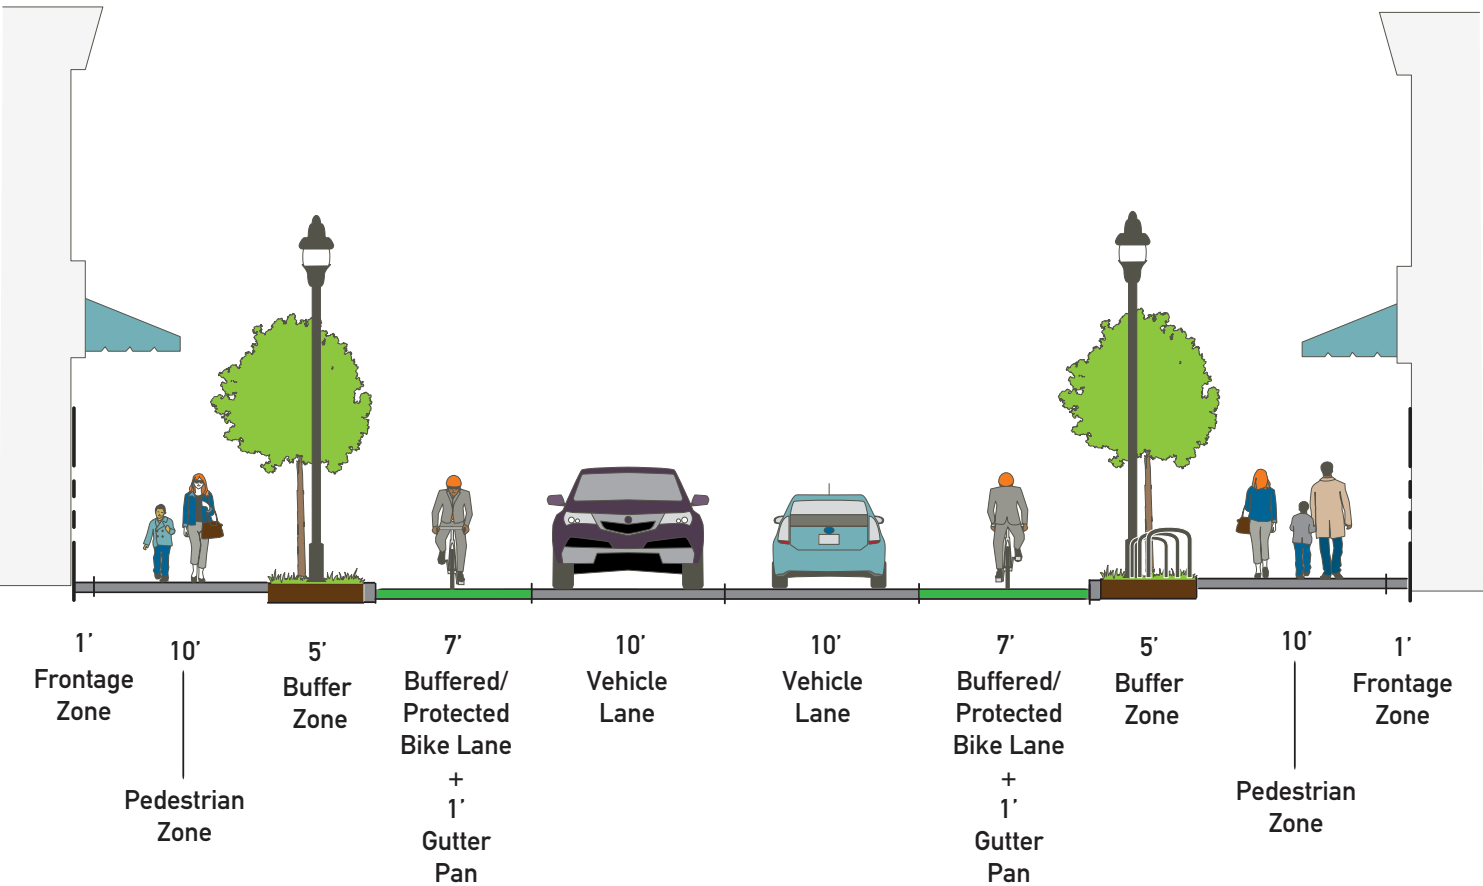 1’
Frontage
Zone
10’
Pedestrian
Zone
5’
Buffer
Zone
7’
Buffered/
Protected
Bike Lane
+
1’
Gutter
Pan
10’
Vehicle
Lane
10’
Vehicle
Lane
7’
Buffered/
Protected
Bike Lane
+
1’
Gutter
Pan
5’
Buffer
Zone
10’
Pedestrian
Zone
1’
Frontage
Zone